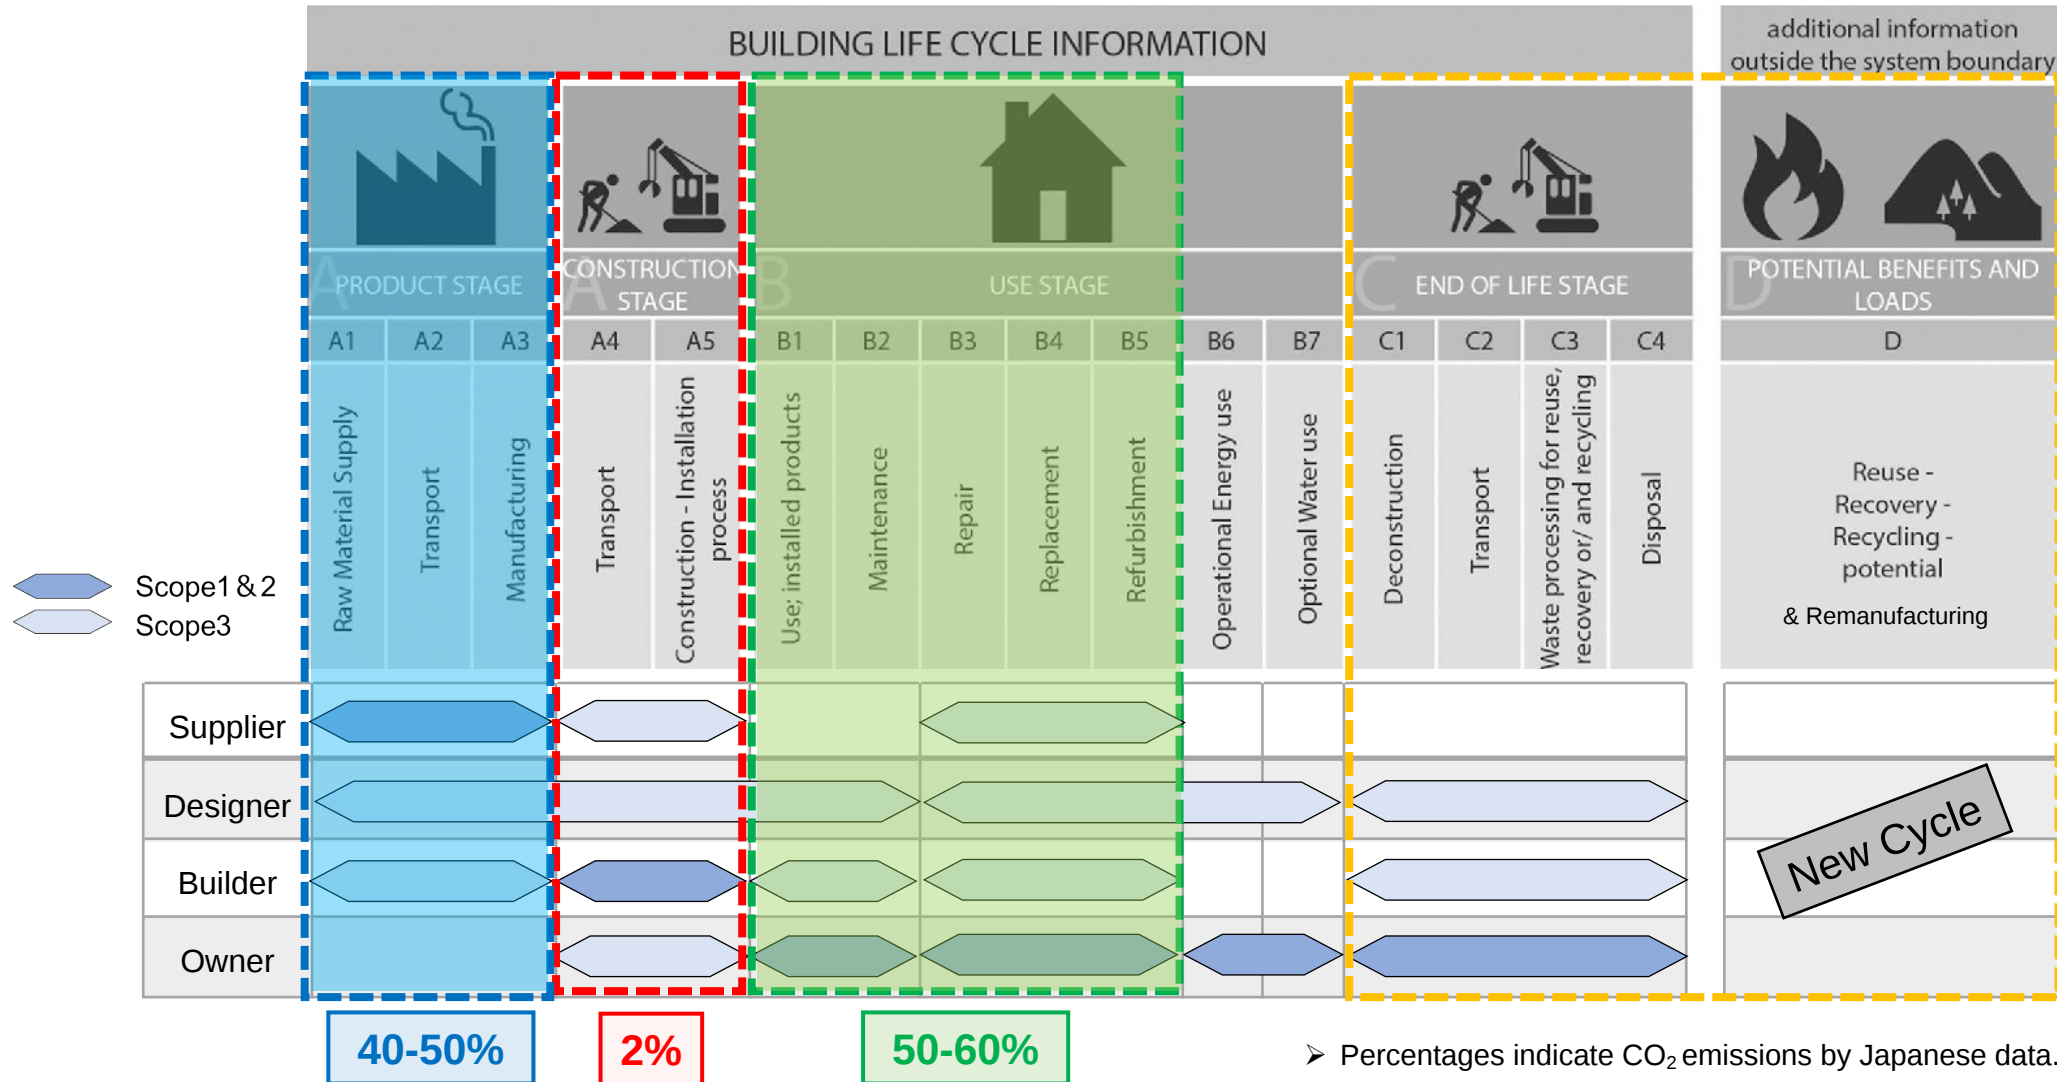 BUILDING LIFE CYCLE INFORMATION
additional information
outside the system boundary
A
PRODUCT STAGE
A
CONSTRUCTION
STAGE
B
USE STAGE
C
END OF LIFE STAGE
D
POTENTIAL BENEFITS AND
LOADS
A1
A2
A3
A4
A5
B1
B2
B3
B4
B5
B6
B7
C1
C2
C3
C4
D
Raw Material Supply
Transport
Manufacturing
Transport
Construction - Installation
process
Use; installed products
Maintenance
Repair
Replacement
Refurbishment
Operational Energy use
Optional Water use
Deconstruction
Transport
Waste processing for reuse,
recovery or/ and recycling
Disposal
Reuse -
Recovery -
Recycling -
potential
& Remanufacturing
Scope1 & 2
Scope3
Supplier
Designer
Builder
Owner
New Cycle
40-50%
2%
50-60%
➢ Percentages indicate CO₂ emissions by Japanese data.